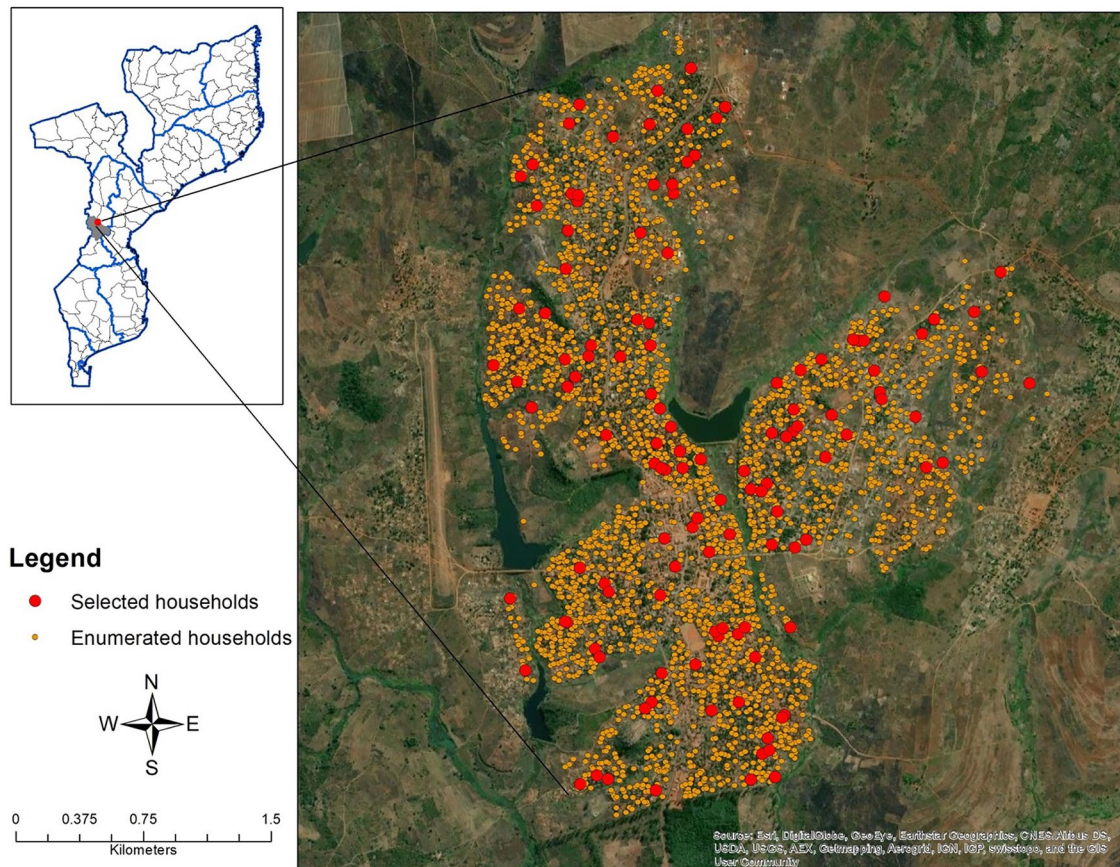 Legend
Selected households
Enumerated households
N
W E
S
0 0.375 0.75 1.5
Kilometers
Source: Esri, DigitalGlobe, GeoEye, Earthstar Geographics, CNES/Airbus DS,
USDA, USGS, AEX, Getmapping, Aerogrid, IGN, IGP, swisstopo, and the GIS
User Community